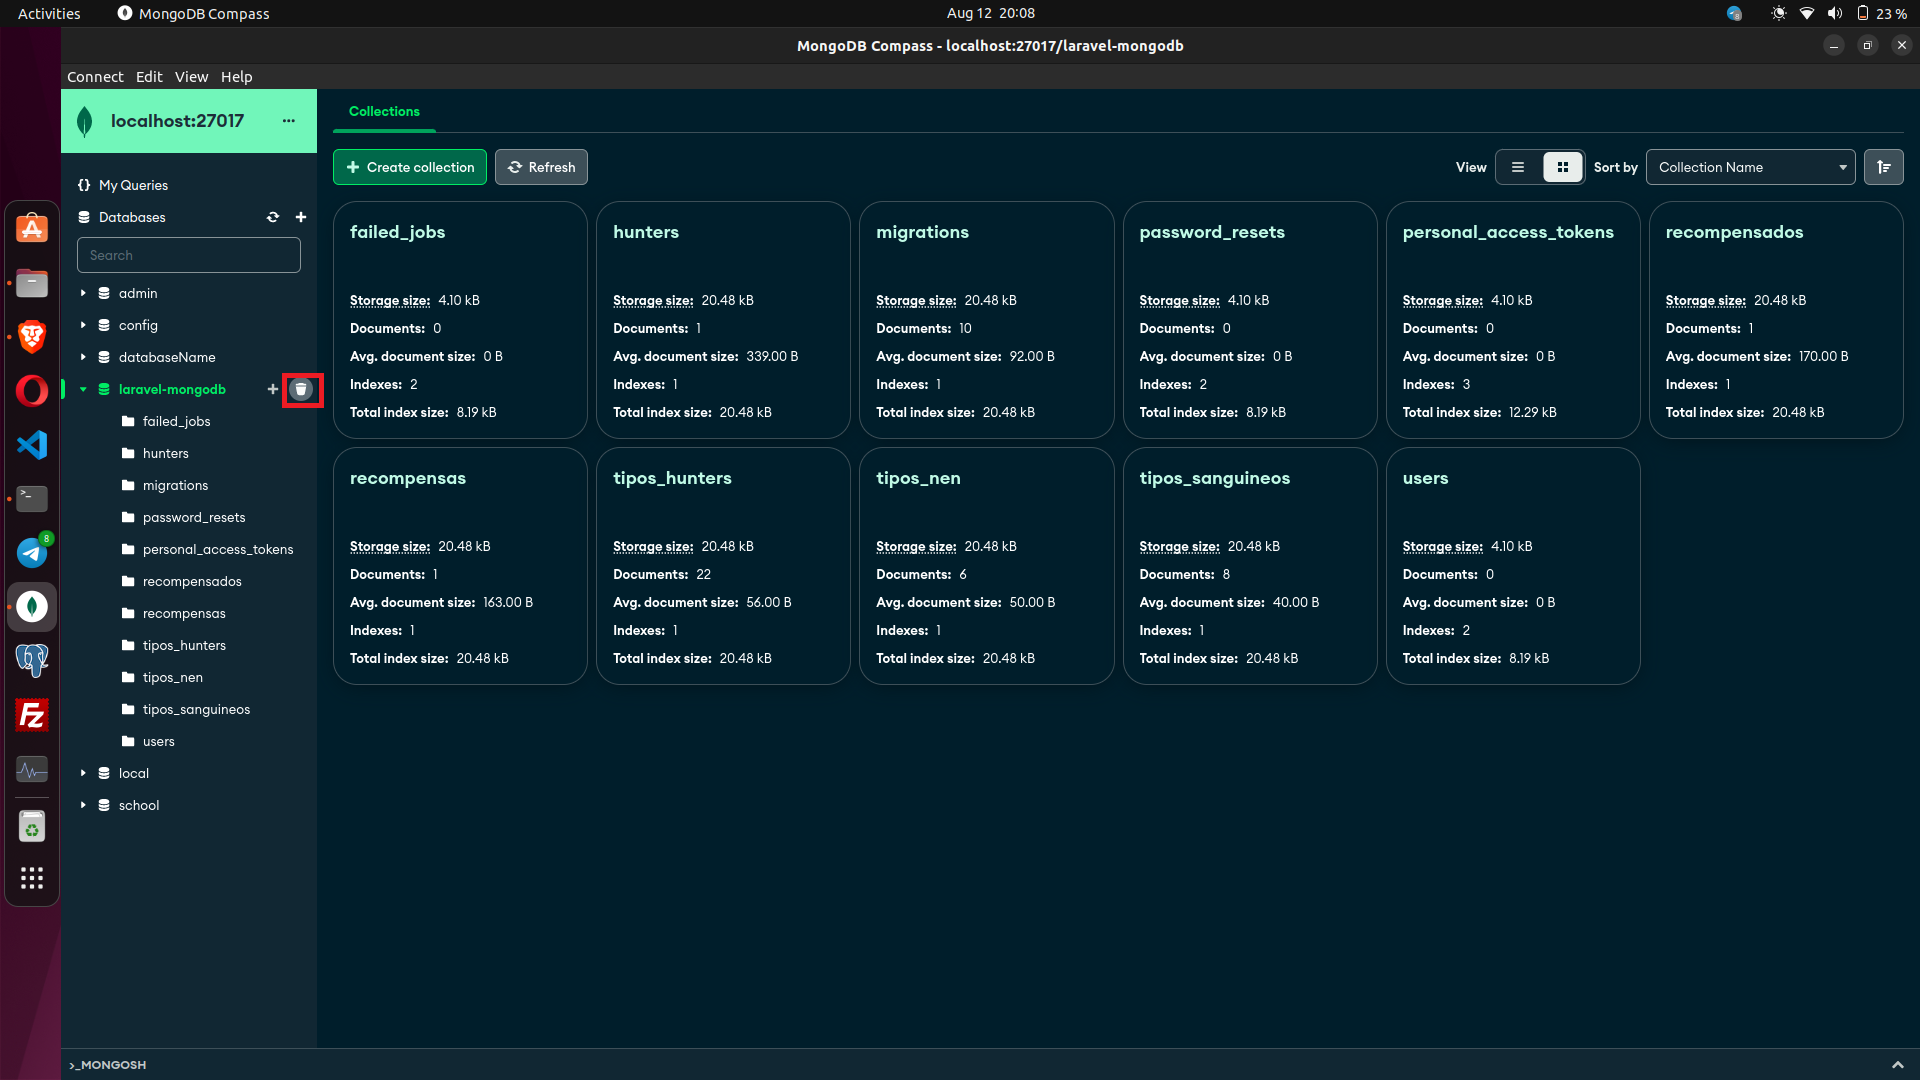 Activities
MongoDB Compass
Aug 12 20:08
23 %
MongoDB Compass - localhost:27017/laravel-mongodb
Connect Edit View Help
localhost:27017
...
{} My Queries
Databases
Search
admin
config
databaseName
laravel-mongodb
failed_jobs
hunters
migrations
password_resets
personal_access_tokens
recompensados
recompensas
tipos_hunters
tipos_nen
tipos_sanguineos
users
local
school
8
Collections
+ Create collection
Refresh
View
Sort by
Collection Name
failed_jobs
Storage size: 4.10 kB
Documents: 0
Avg. document size: 0 B
Indexes: 2
Total index size: 8.19 kB
hunters
Storage size: 20.48 kB
Documents: 1
Avg. document size: 339.00 B
Indexes: 1
Total index size: 20.48 kB
migrations
Storage size: 20.48 kB
Documents: 10
Avg. document size: 92.00 B
Indexes: 1
Total index size: 20.48 kB
password_resets
Storage size: 4.10 kB
Documents: 0
Avg. document size: 0 B
Indexes: 2
Total index size: 8.19 kB
personal_access_tokens
Storage size: 4.10 kB
Documents: 0
Avg. document size: 0 B
Indexes: 3
Total index size: 12.29 kB
recompensados
Storage size: 20.48 kB
Documents: 1
Avg. document size: 170.00 B
Indexes: 1
Total index size: 20.48 kB
recompensas
Storage size: 20.48 kB
Documents: 1
Avg. document size: 163.00 B
Indexes: 1
Total index size: 20.48 kB
tipos_hunters
Storage size: 20.48 kB
Documents: 22
Avg. document size: 56.00 B
Indexes: 1
Total index size: 20.48 kB
tipos_nen
Storage size: 20.48 kB
Documents: 6
Avg. document size: 50.00 B
Indexes: 1
Total index size: 20.48 kB
tipos_sanguineos
Storage size: 20.48 kB
Documents: 8
Avg. document size: 40.00 B
Indexes: 1
Total index size: 20.48 kB
users
Storage size: 4.10 kB
Documents: 0
Avg. document size: 0 B
Indexes: 2
Total index size: 8.19 kB
>_MONGOSH